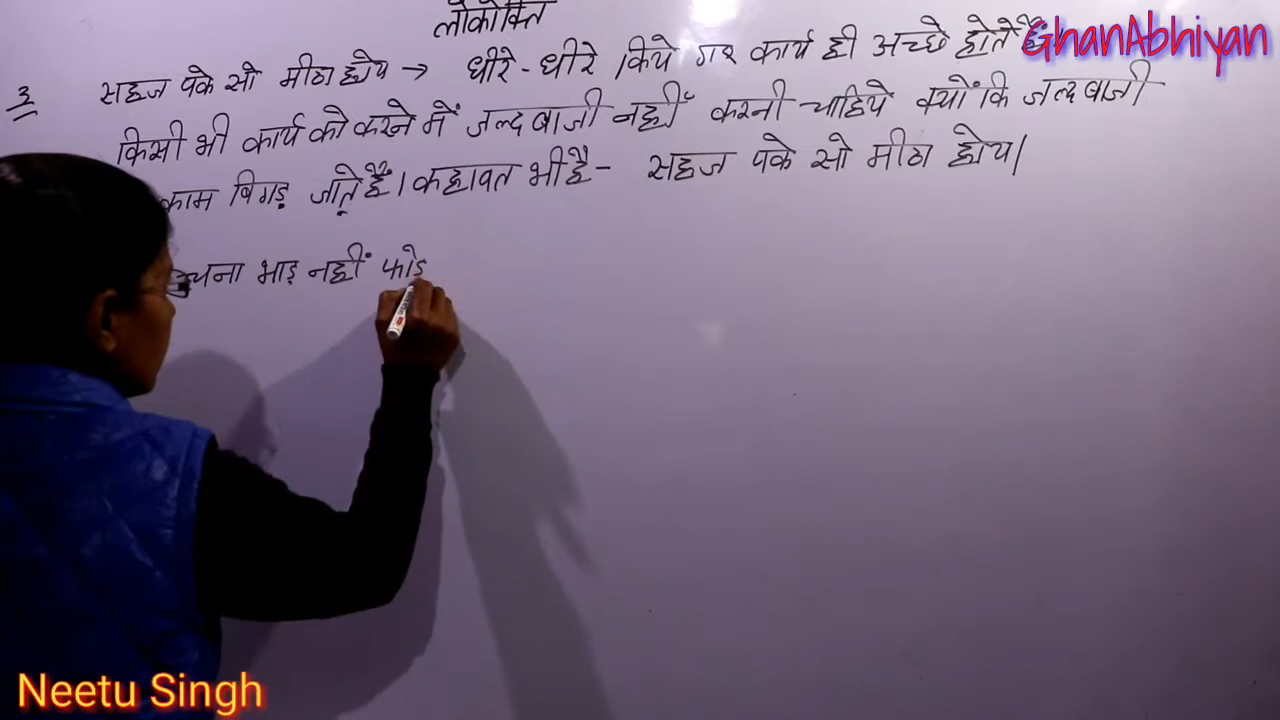 लोकोक्ति
GhanAbhiyan
3 सहज पके सो मीठा होय → धीरे-धीरे किये गए कार्य ही अच्छे होते हैं
किसी भी कार्य को करने में जल्दबाजी नहीं करनी चाहिये क्योंकि जल्दबाजी
काम बिगड़ जाते हैं। कहावत भी है - सहज पके सो मीठा होय।
चना भाड़ नहीं फोड़
Neetu Singh